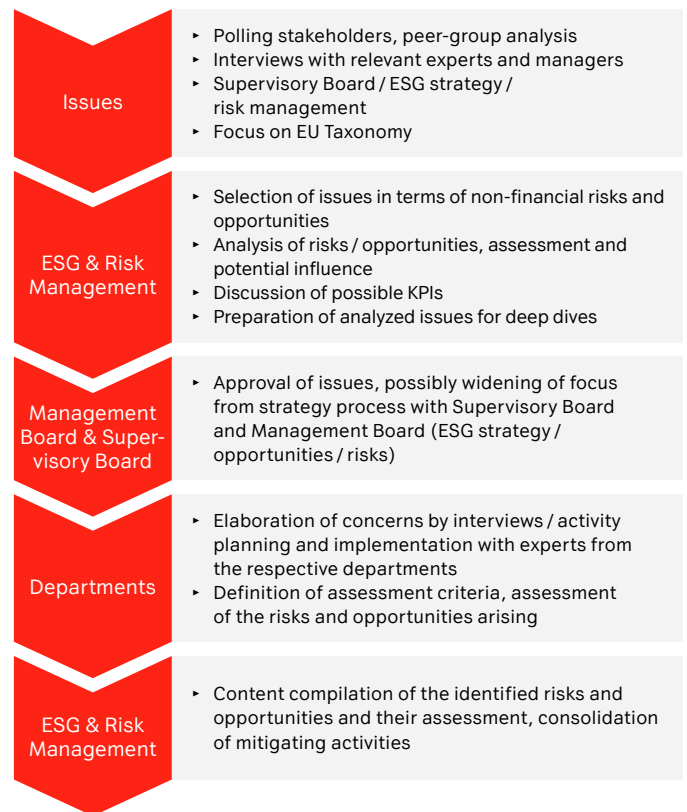 Issues
‣ Polling stakeholders, peer-group analysis
‣ Interviews with relevant experts and managers
‣ Supervisory Board / ESG strategy /
risk management
‣ Focus on EU Taxonomy
ESG & Risk
Management
‣ Selection of issues in terms of non-financial risks and
opportunities
‣ Analysis of risks / opportunities, assessment and
potential influence
‣ Discussion of possible KPIs
‣ Preparation of analyzed issues for deep dives
Management
Board & Super-
visory Board
‣ Approval of issues, possibly widening of focus
from strategy process with Supervisory Board
and Management Board (ESG strategy /
opportunities / risks)
Departments
‣ Elaboration of concerns by interviews / activity
planning and implementation with experts from
the respective departments
‣ Definition of assessment criteria, assessment
of the risks and opportunities arising
ESG & Risk
Management
‣ Content compilation of the identified risks and
opportunities and their assessment, consolidation
of mitigating activities